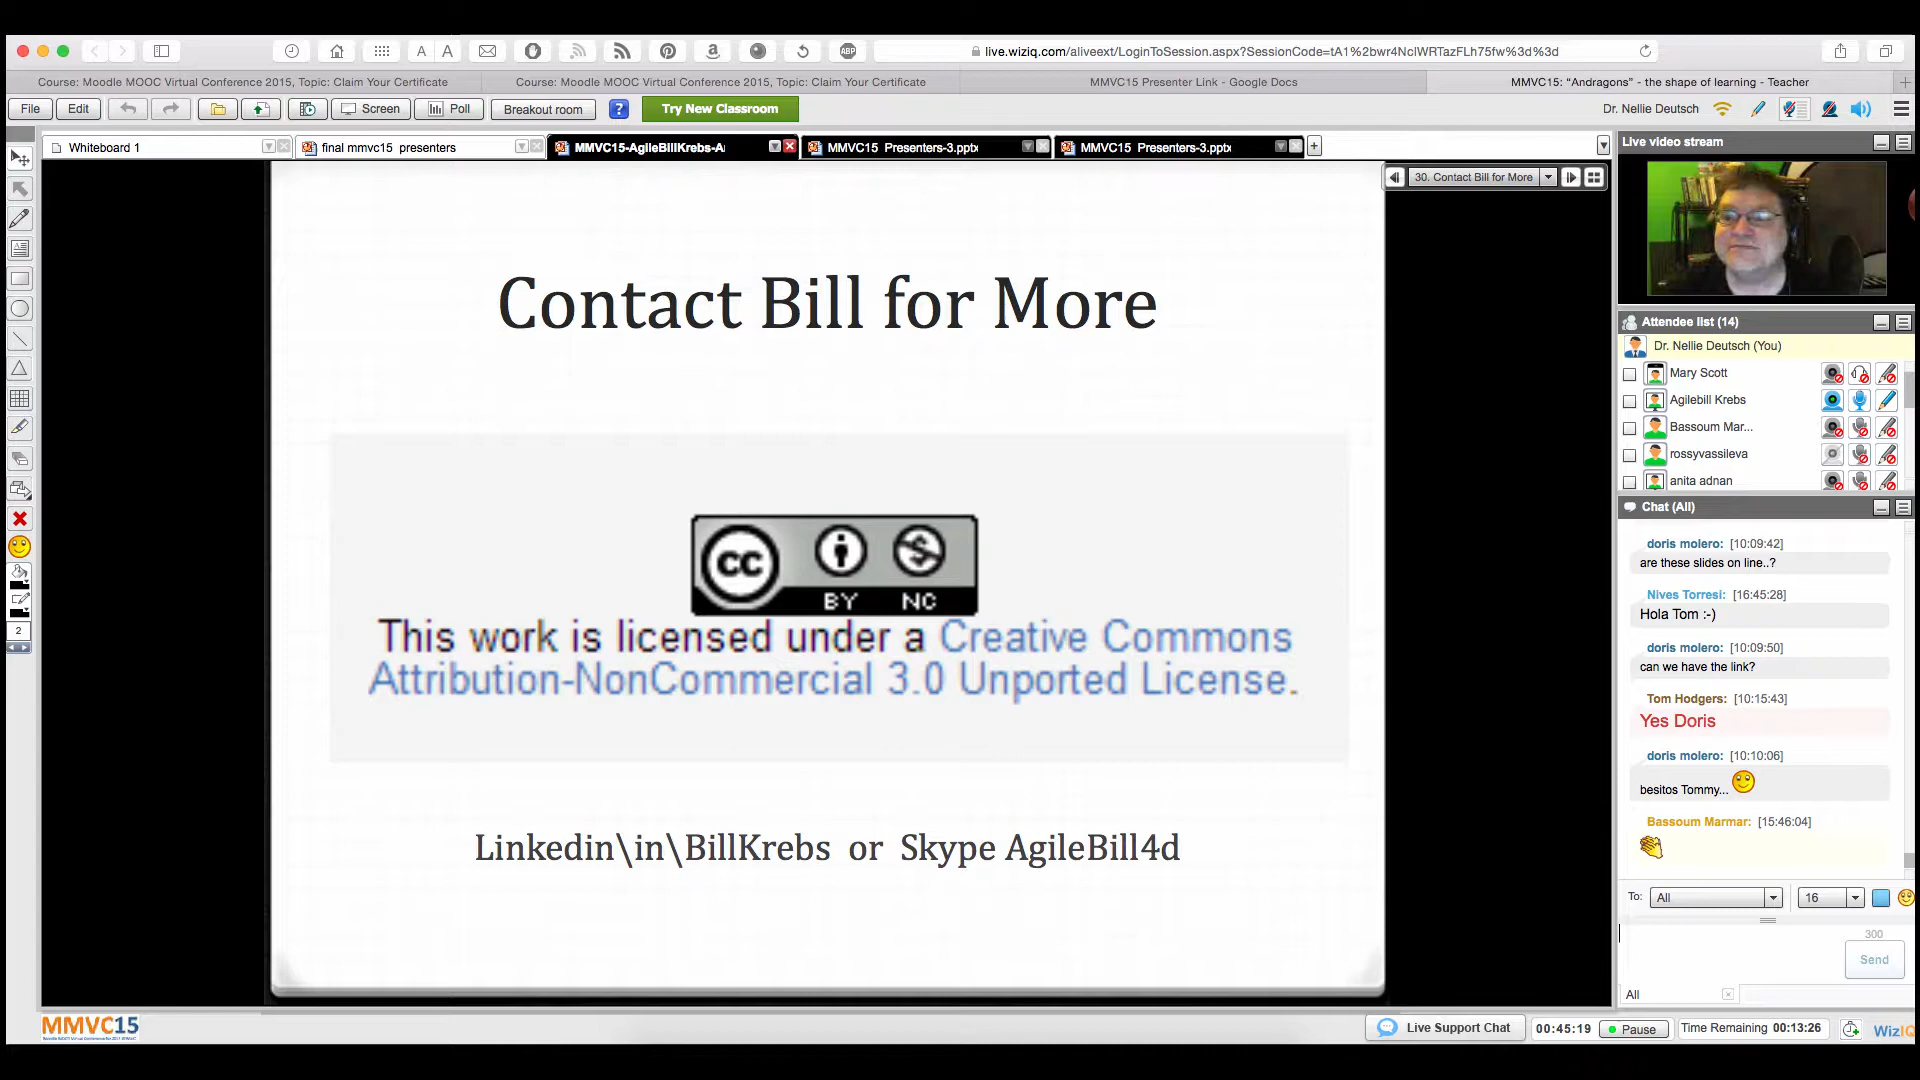 live.wiziq.com/aliveext/LoginToSession.aspx?SessionCode=tA1%2bwr4NclWRTazFLh75fw%3d%3d
Course: Moodle MOOC Virtual Conference 2015, Topic: Claim Your Certificate
Course: Moodle MOOC Virtual Conference 2015, Topic: Claim Your Certificate
MMVC15 Presenter Link - Google Docs
MMVC15: “Andragons” - the shape of learning - Teacher
File
Edit
Screen
Poll
Breakout room
?
Try New Classroom
Dr. Nellie Deutsch
Whiteboard 1
final mmvc15 presenters
MMVC15-AgileBillKrebs-A
MMVC15 Presenters-3.pptx
MMVC15 Presenters-3.pptx
Live video stream
30. Contact Bill for More
Contact Bill for More
CC BY NC
This work is licensed under a Creative Commons
Attribution-NonCommercial 3.0 Unported License.
Linkedin\in\BillKrebs or Skype AgileBill4d
2
Attendee list (14)
Dr. Nellie Deutsch (You)
Mary Scott
Agilebill Krebs
Bassoum Mar...
rossyvassileva
anita adnan
Chat (All)
doris molero: [10:09:42]
are these slides on line..?
Nives Torresi: [16:45:28]
Hola Tom :-)
doris molero: [10:09:50]
can we have the link?
Tom Hodgers: [10:15:43]
Yes Doris
doris molero: [10:10:06]
besitos Tommy...
Bassoum Marmar: [15:46:04]
To: All
16
300
Send
All
MMVC15
Live Support Chat
00:45:19
Pause
Time Remaining 00:13:26
WizIQ